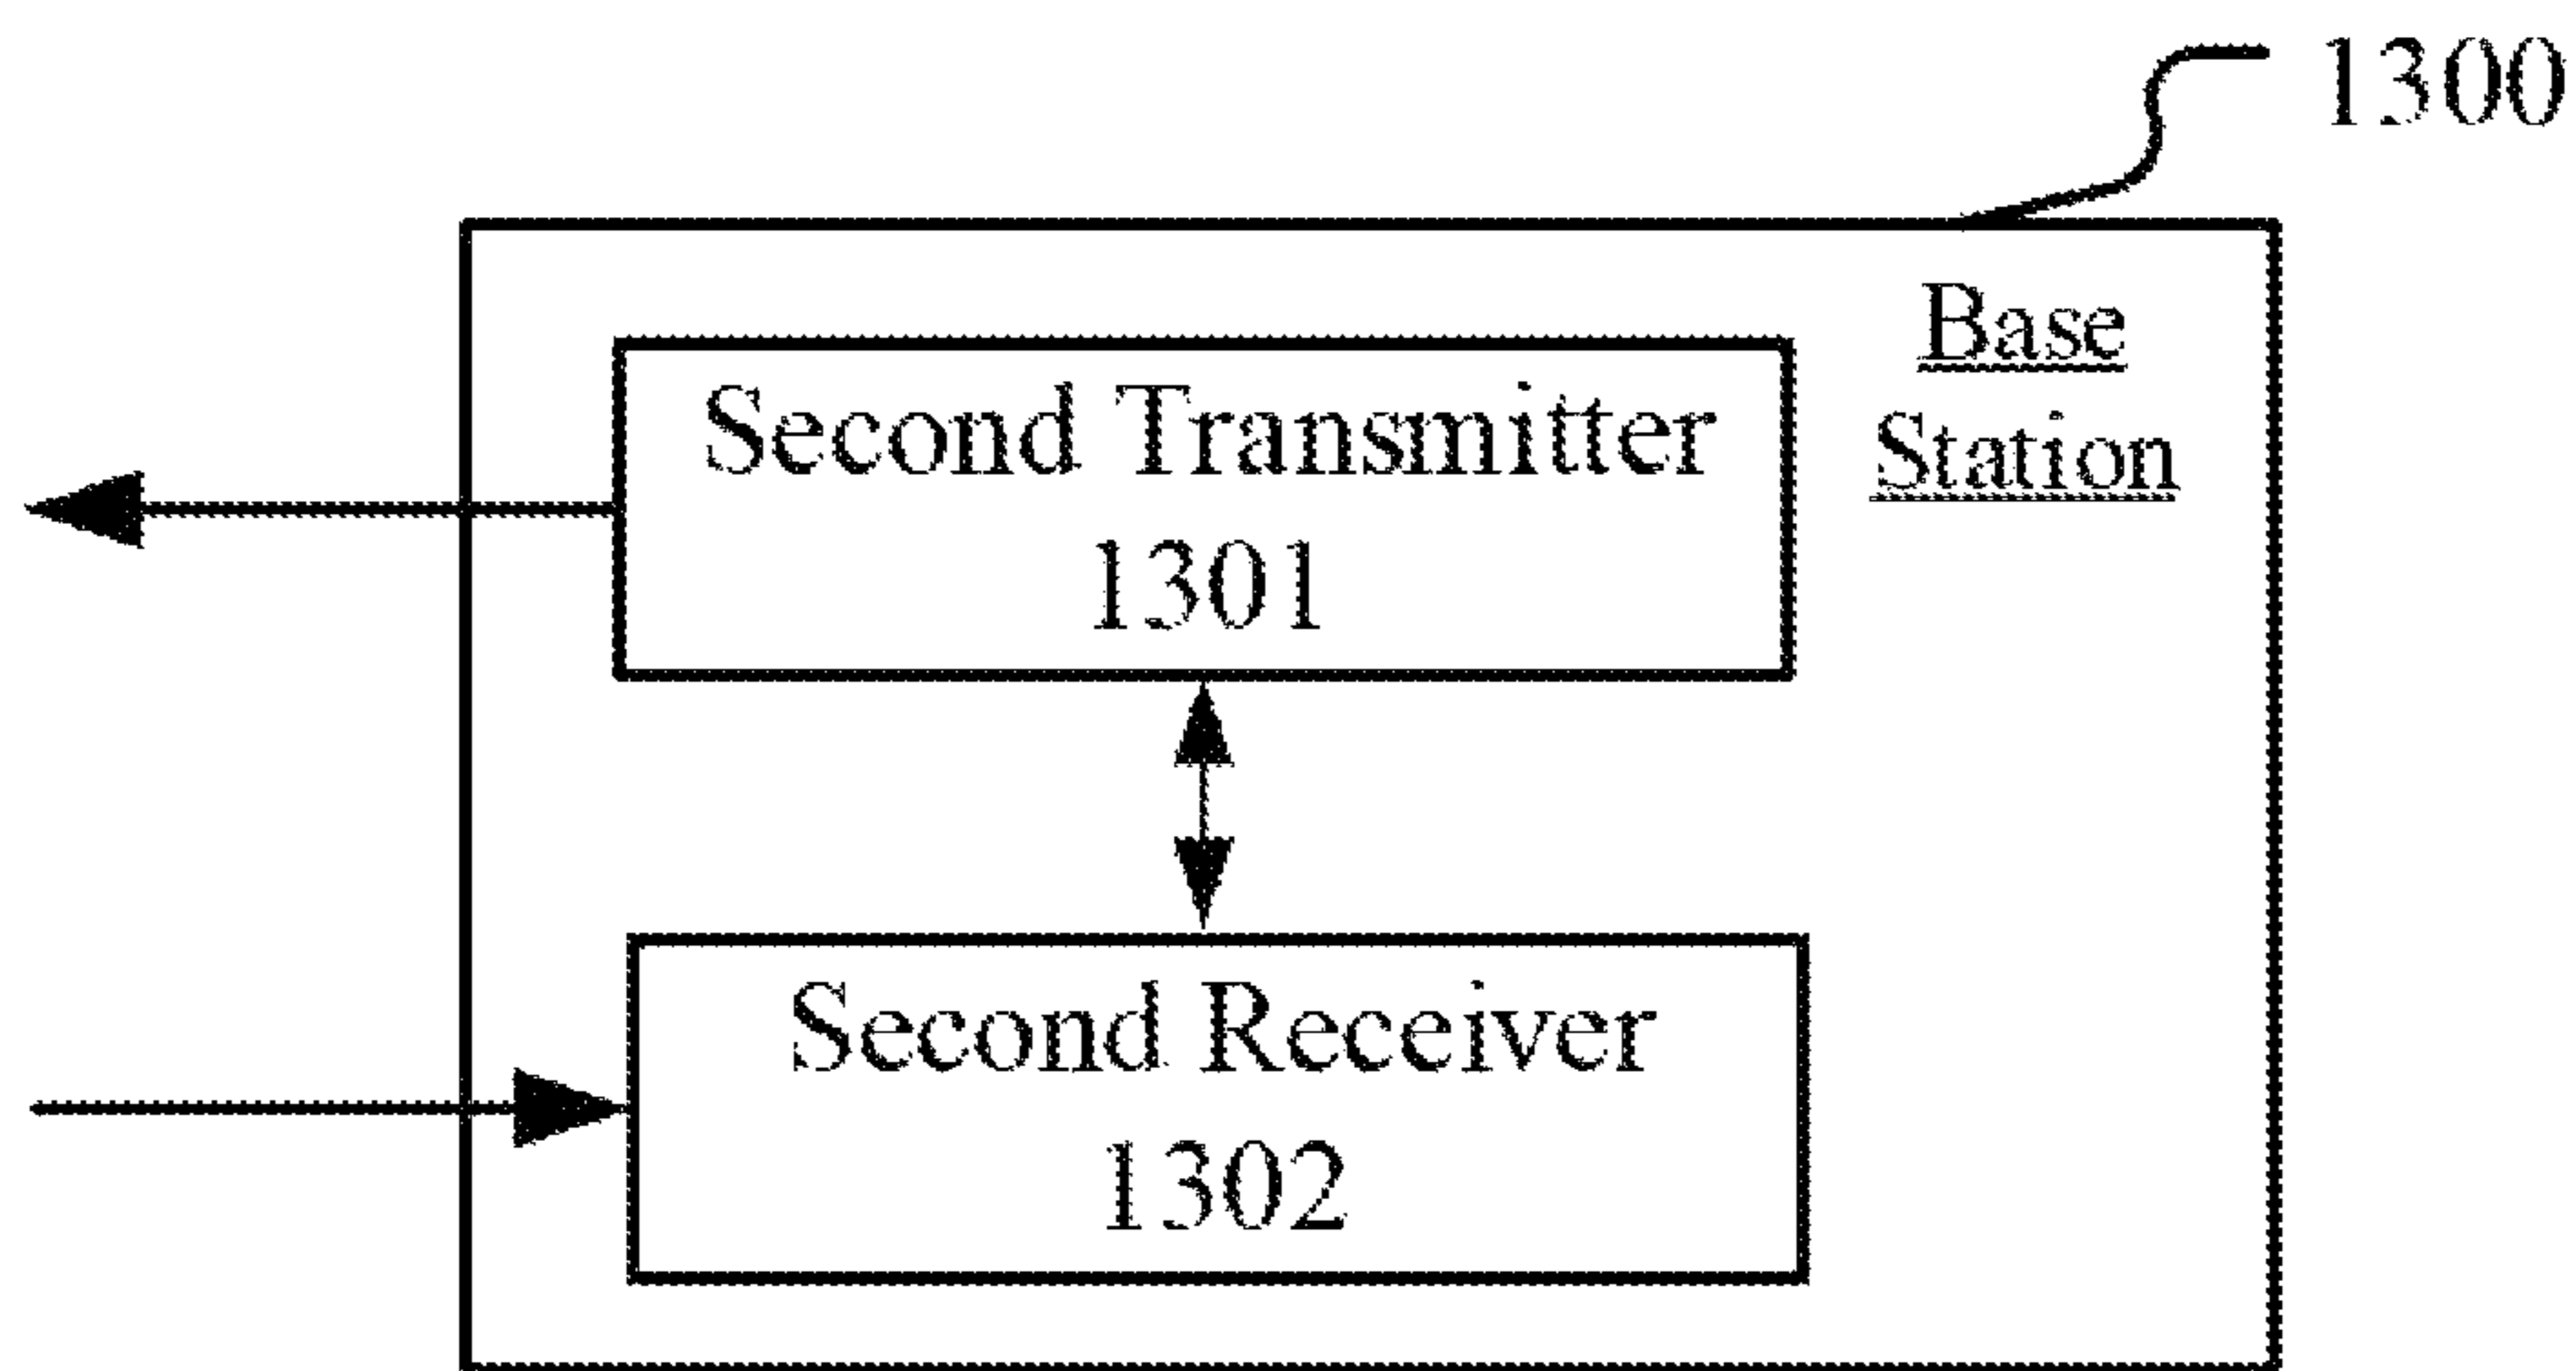 1300
Base
Station
Second Transmitter
1301
Second Receiver
1302